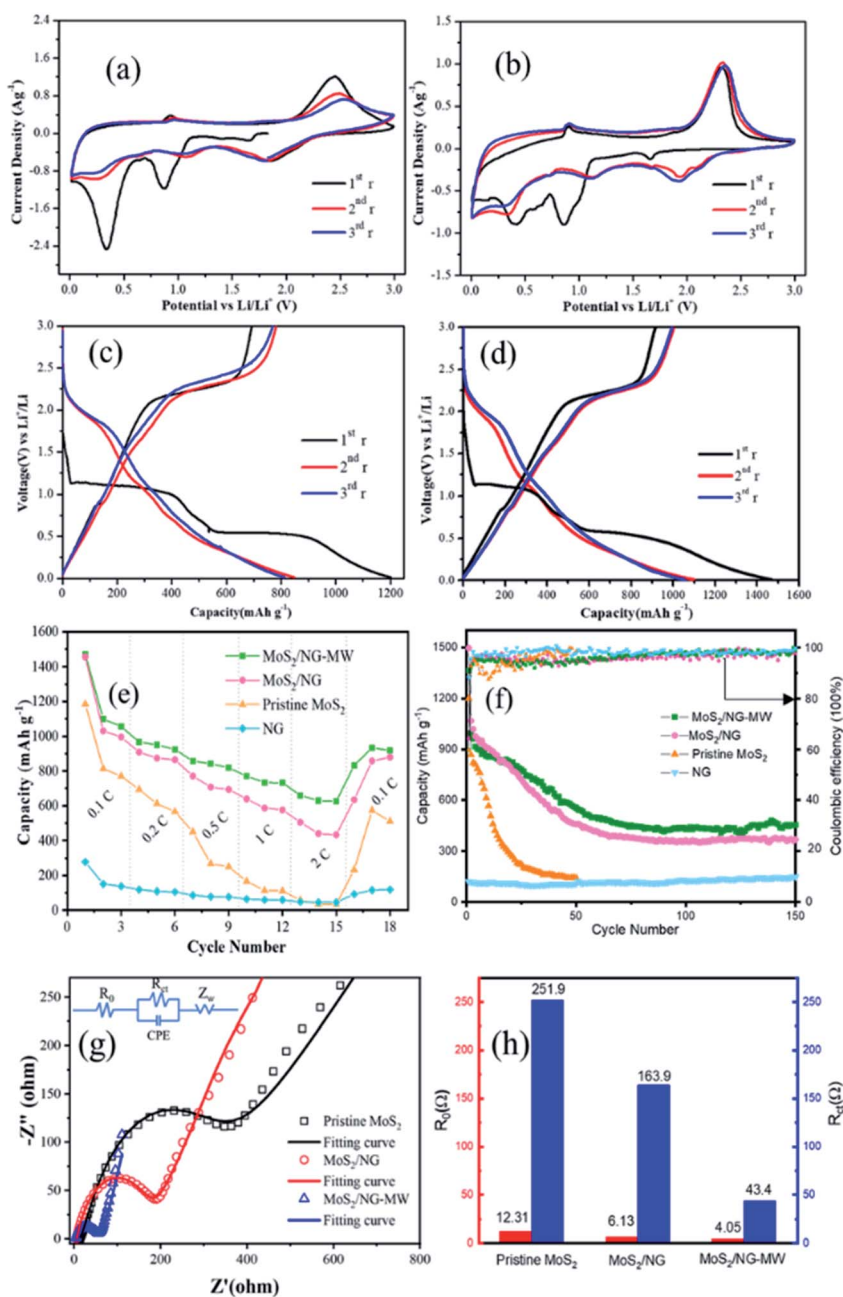 (a)
Current Density (Ag⁻¹)
2.4
1.2
0.0
-1.2
-2.4
1st r
2nd r
3rd r
0.0 0.5 1.0 1.5 2.0 2.5 3.0
Potential vs Li/Li⁺ (V)
(b)
Current Density (Ag⁻¹)
1.5
1.0
0.5
0.0
-0.5
-1.0
-1.5
1st r
2nd r
3rd r
0.0 0.5 1.0 1.5 2.0 2.5 3.0
Potential vs Li/Li⁺ (V)
(c)
Voltage(V) vs Li⁺/Li
3.0
2.5
2.0
1.5
1.0
0.5
0.0
1st r
2nd r
3rd r
0 200 400 600 800 1000 1200
Capacity(mAh g⁻¹)
(d)
Voltage(V) vs Li⁺/Li
3.0
2.5
2.0
1.5
1.0
0.5
0.0
1st r
2nd r
3rd r
0 200 400 600 800 1000 1200 1400 1600
Capacity(mAh g⁻¹)
(e)
Capacity (mAh g⁻¹)
1600
1400
1200
1000
800
600
400
200
0
MoS₂/NG-MW
MoS₂/NG
Pristine MoS₂
NG
0.1 C
0.2 C
0.5 C
1 C
2 C
0.1 C
0 3 6 9 12 15 18
Cycle Number
(f)
Capacity (mAh g⁻¹)
1500
1200
900
600
300
0
Coulombic efficiency (100%)
100
80
60
40
20
0
MoS₂/NG-MW
MoS₂/NG
Pristine MoS₂
NG
0 50 100 150
Cycle Number
(g)
R₀
Rct
CPE
Zw
-Z''(ohm)
250
200
150
100
50
0
Pristine MoS₂
Fitting curve
MoS₂/NG
Fitting curve
MoS₂/NG-MW
Fitting curve
0 200 400 600 800
Z'(ohm)
(h)
R₀(Ω)
250
200
150
100
50
0
Rct(Ω)
250
200
150
100
50
0
251.9
163.9
43.4
12.31
6.13
4.05
Pristine MoS₂ MoS₂/NG MoS₂/NG-MW